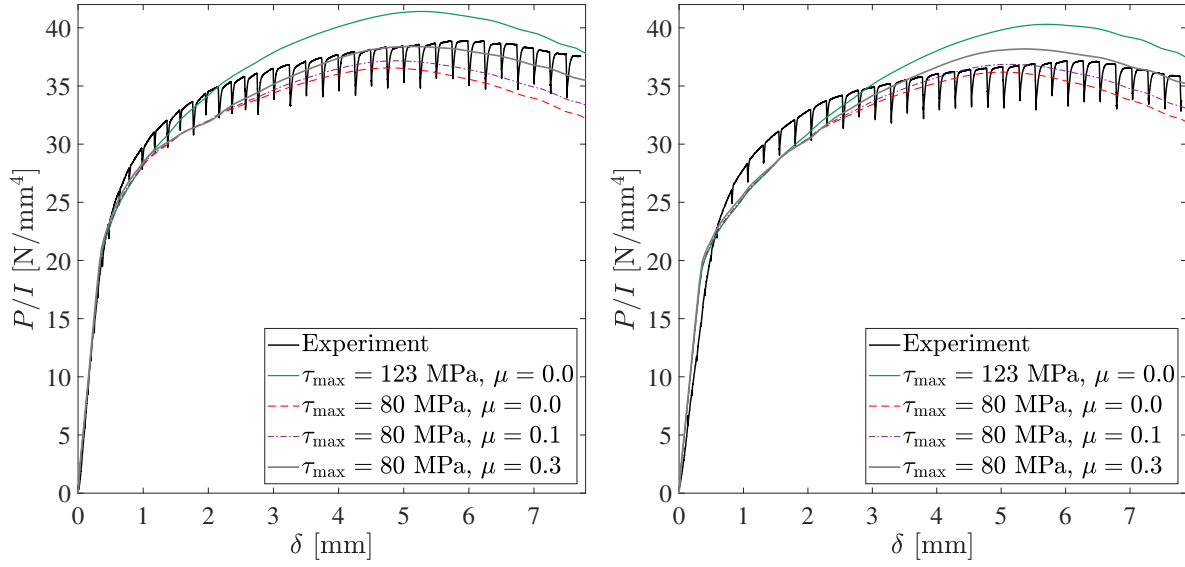 40
35
30
25
20
15
10
5
0
P/I [N/mm⁴]
Experiment
τmax = 123 MPa, μ = 0.0
τmax = 80 MPa, μ = 0.0
τmax = 80 MPa, μ = 0.1
τmax = 80 MPa, μ = 0.3
0 1 2 3 4 5 6 7
δ [mm]
40
35
30
25
20
15
10
5
0
P/I [N/mm⁴]
Experiment
τmax = 123 MPa, μ = 0.0
τmax = 80 MPa, μ = 0.0
τmax = 80 MPa, μ = 0.1
τmax = 80 MPa, μ = 0.3
0 1 2 3 4 5 6 7
δ [mm]